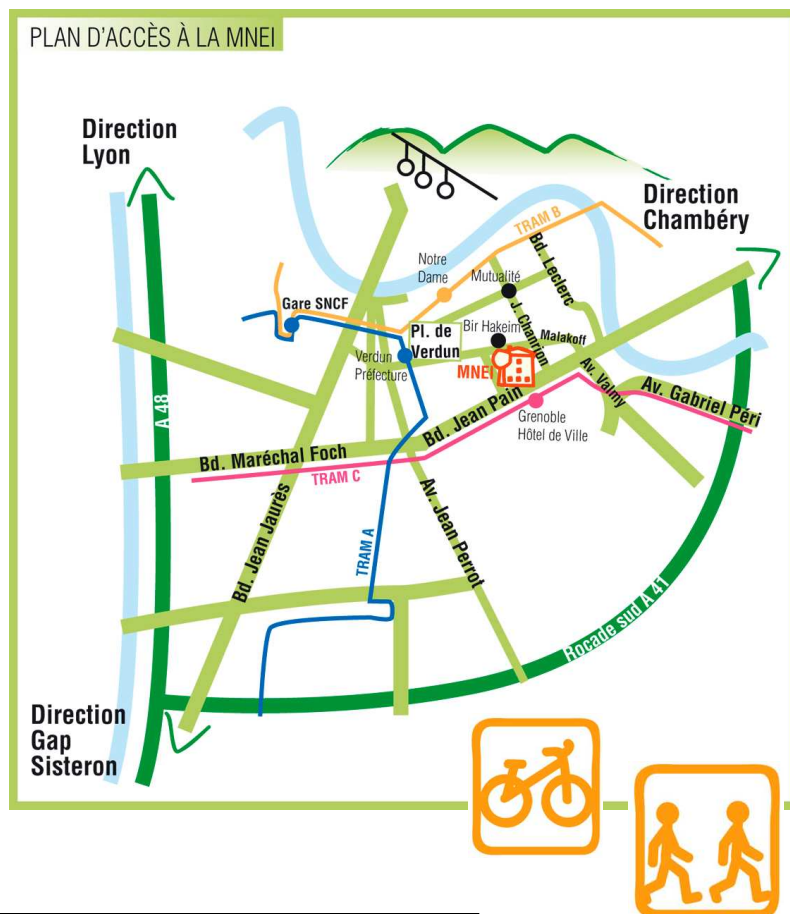 PLAN D'ACCÈS À LA MNEI
Direction
Lyon
Direction
Chambéry
TRAM B
Bd. Leclerc
Notre
Dame
Mutualité
Gare SNCF
J. Chanrion
Pl. de
Verdun
Bir Hakeim
Malakoff
Verdun
Préfecture
MNEI
Av. Valmy
Av. Gabriel Péri
A 48
Bd. Jean Pain
Grenoble
Hôtel de Ville
Bd. Maréchal Foch
TRAM C
Bd. Jean Jaurès
TRAM A
Av. Jean Perrot
Rocade sud A 41
Direction
Gap
Sisteron